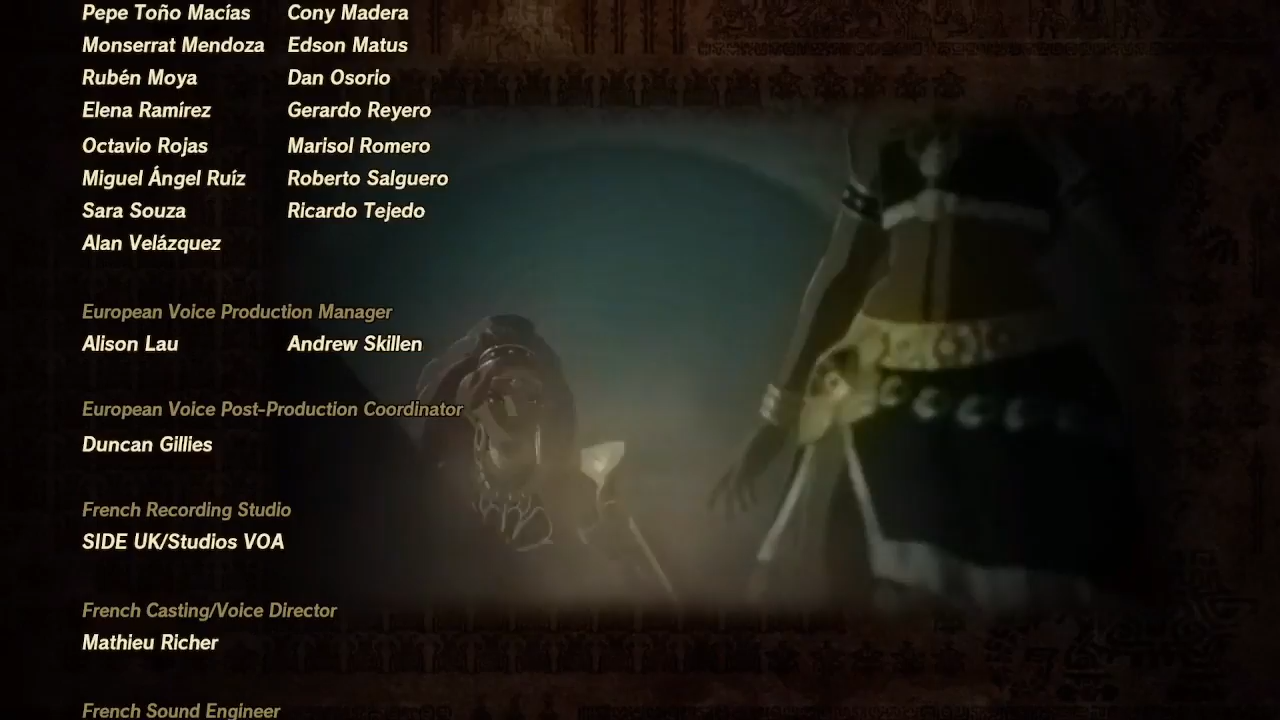 Pepe Toño Macías Cony Madera
Monserrat Mendoza Edson Matus
Rubén Moya Dan Osorio
Elena Ramírez Gerardo Reyero
Octavio Rojas Marisol Romero
Miguel Ángel Ruíz Roberto Salguero
Sara Souza Ricardo Tejedo
Alan Velázquez
European Voice Production Manager
Alison Lau Andrew Skillen
European Voice Post-Production Coordinator
Duncan Gillies
French Recording Studio
SIDE UK/Studios VOA
French Casting/Voice Director
Mathieu Richer
French Sound Engineer